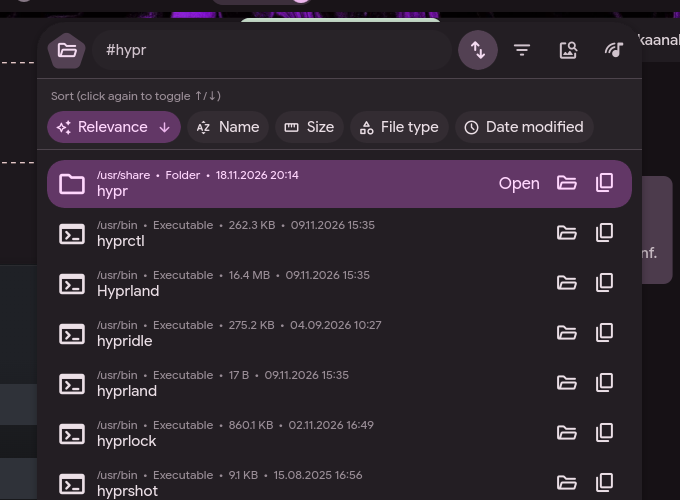 #hypr
kaanal
Sort (click again to toggle ↑/↓)
Relevance ↓ Name Size File type Date modified
/usr/share • Folder • 18.11.2026 20:14
hypr
Open
/usr/bin • Executable • 262.3 KB • 09.11.2026 15:35
hyprctl
nf.
/usr/bin • Executable • 16.4 MB • 09.11.2026 15:35
Hyprland
/usr/bin • Executable • 275.2 KB • 04.09.2026 10:27
hypridle
/usr/bin • Executable • 17 B • 09.11.2026 15:35
hyprland
/usr/bin • Executable • 860.1 KB • 02.11.2026 16:49
hyprlock
/usr/bin • Executable • 9.1 KB • 15.08.2025 16:56
hyprshot